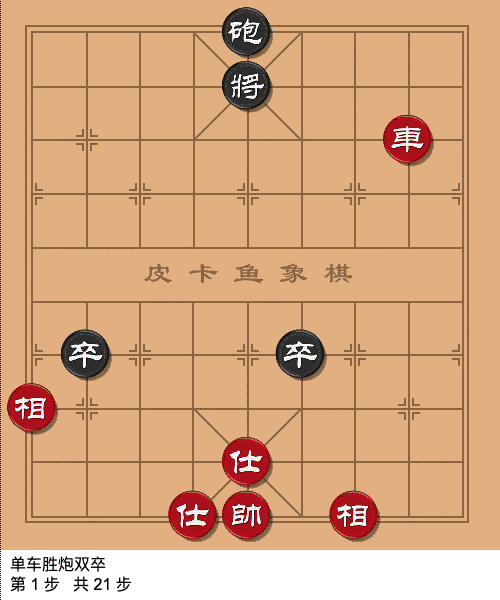 砲
將
車
皮卡鱼象棋
卒 卒
相
仕
仕 帥 相
单车胜炮双卒
第 1 步 共 21 步